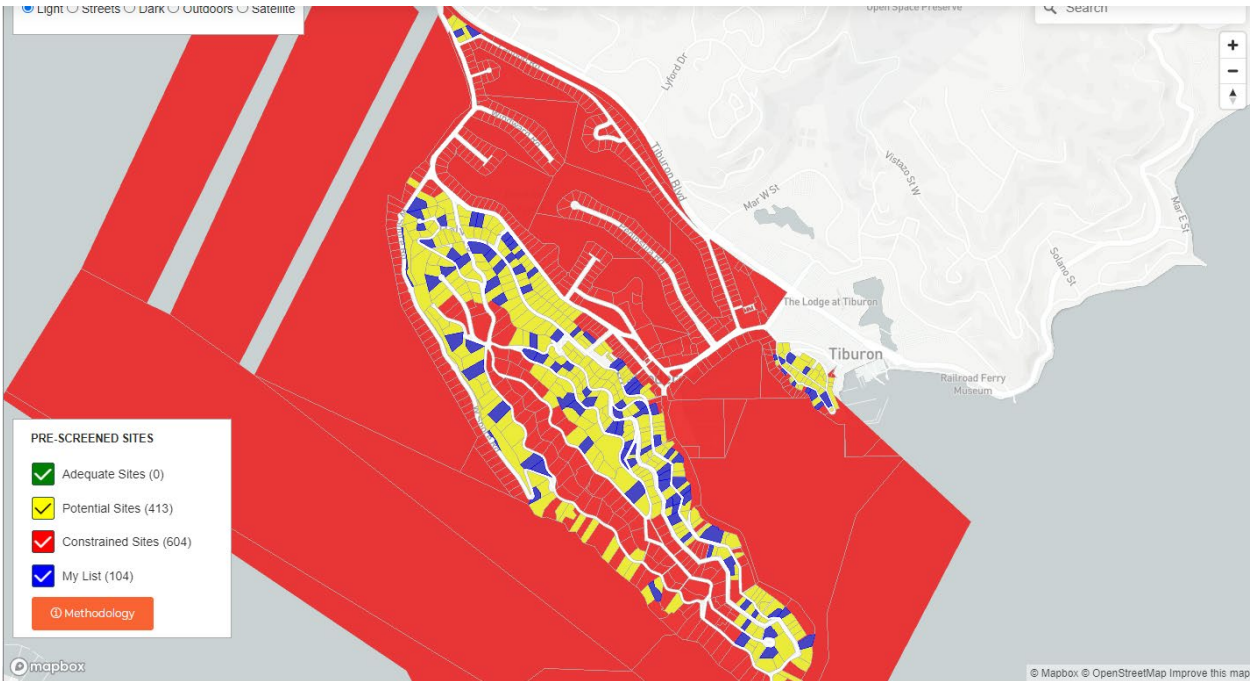 Light Streets Dark Outdoors Satellite
Open Space Preserve
Search
Lyford Dr
Tiburon Blvd
Vistazo St W
Mar W St
Mar E St
Solano St
The Lodge at Tiburon
Tiburon
Railroad Ferry
Museum
PRE-SCREENED SITES
Adequate Sites (0)
Potential Sites (413)
Constrained Sites (604)
My List (104)
Methodology
mapbox
© Mapbox © OpenStreetMap Improve this map